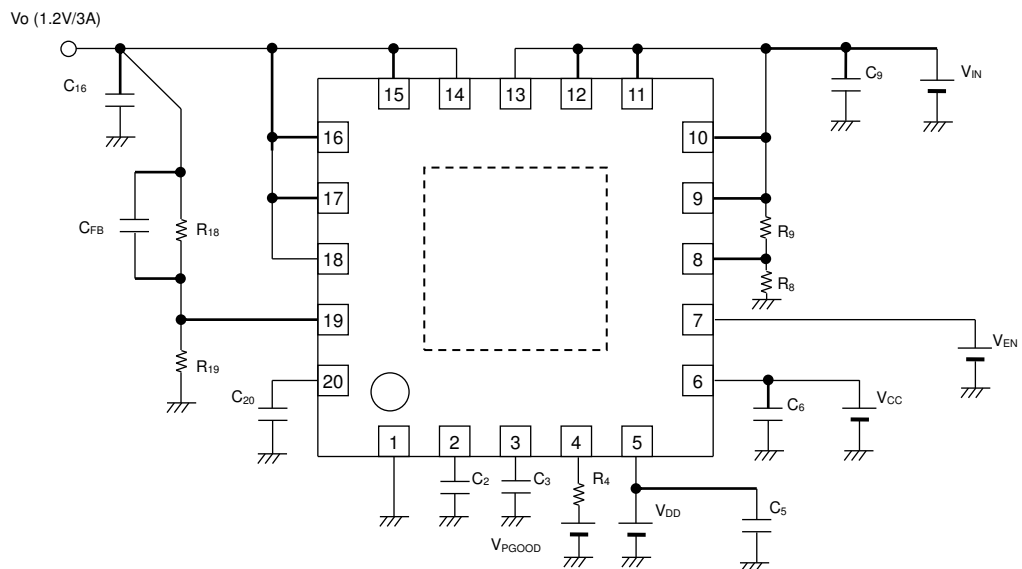 Vo (1.2V/3A)
C16
C9
VIN
15
14
13
12
11
16
10
17
9
CFB
R18
R9
18
8
R8
19
7
VEN
R19
20
6
C20
C6
VCC
1
2
3
4
5
C2
C3
R4
VDD
C5
VPGOOD